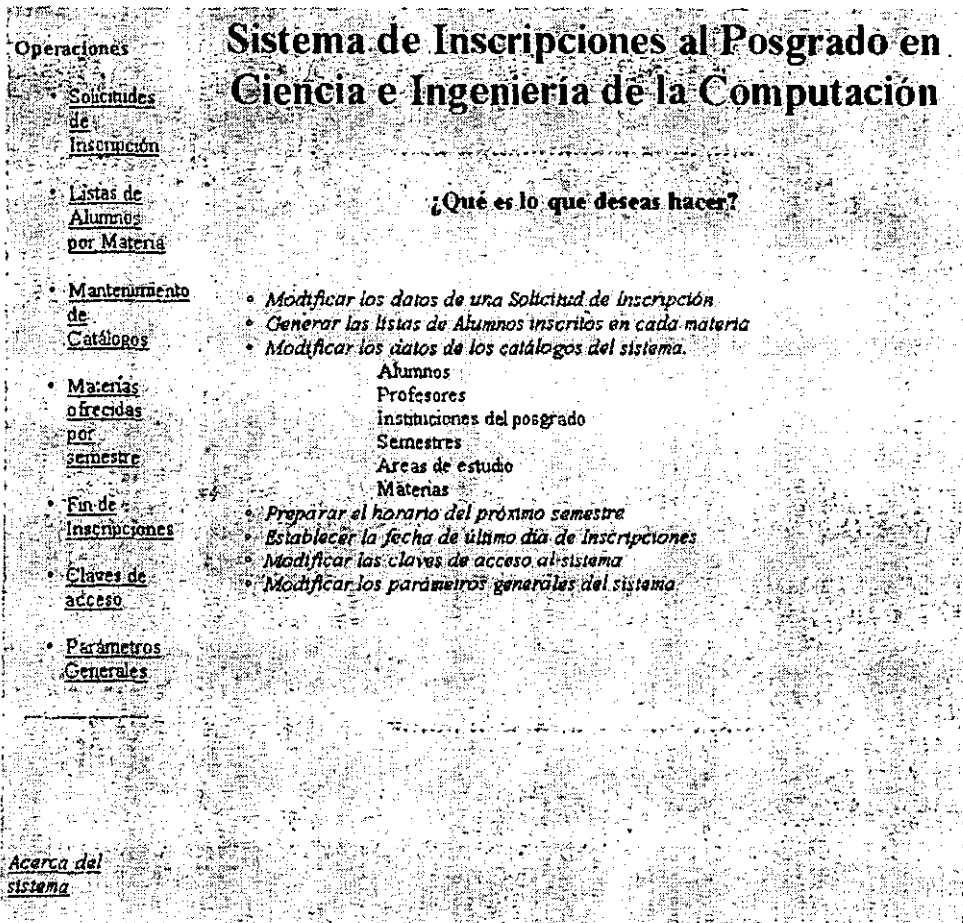 Operaciones
• Solicitudes
de
Inscripción
• Listas de
Alumnos
por Materia
• Mantenimiento
de
Catálogos
• Materias
ofrecidas
por
semestre
• Fin de
Inscripciones
• Claves de
acceso
• Parámetros
Generales
Acerca del
sistema
Sistema de Inscripciones al Posgrado en
Ciencia e Ingeniería de la Computación
¿Qué es lo que deseas hacer?
• Modificar los datos de una Solicitud de Inscripción
• Generar las listas de Alumnos inscritos en cada materia
• Modificar los datos de los catálogos del sistema.
Alumnos
Profesores
Instituciones del posgrado
Semestres
Areas de estudio
Materias
• Preparar el horario del próximo semestre
• Establecer la fecha de último día de Inscripciones
• Modificar las claves de acceso al sistema
• Modificar los parámetros generales del sistema